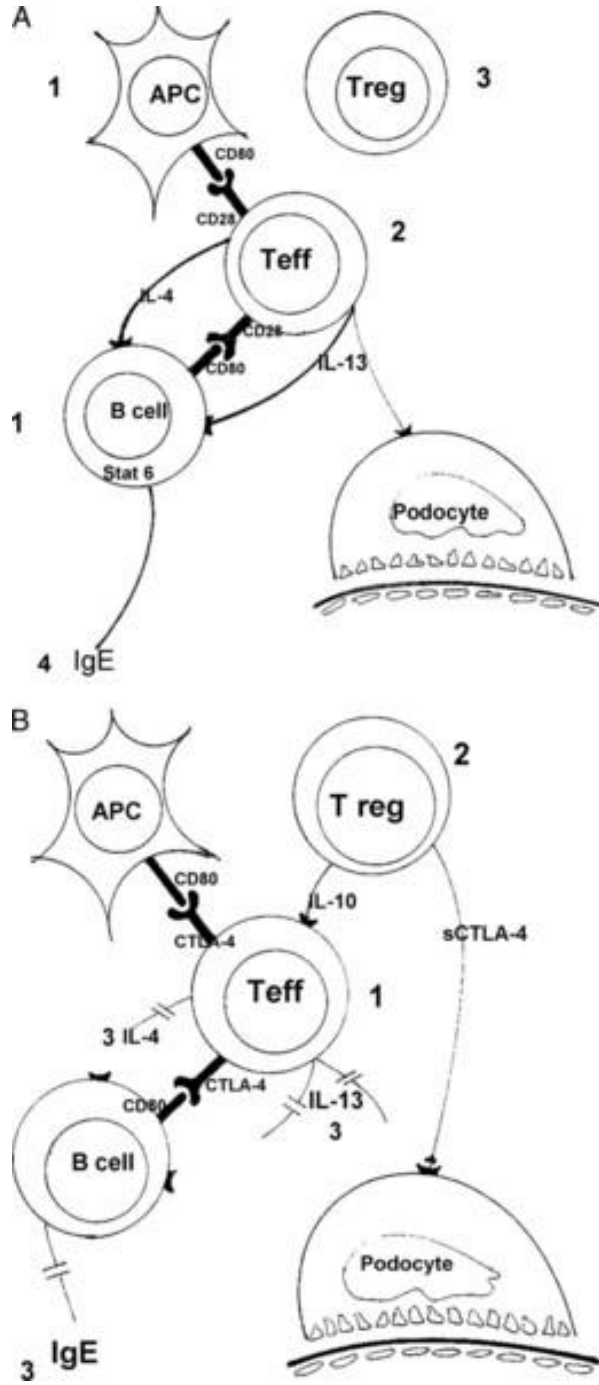 A
1
APC
Treg
3
CD80
CD28
2
Teff
IL-4
CD28
CD80
IL-13
1
B cell
Stat 6
Podocyte
4 IgE
B
APC
2
T reg
CD80
IL-10
CTLA-4
sCTLA-4
Teff
1
3 IL-4
CTLA-4
CD80
IL-13
3
B cell
Podocyte
3 IgE